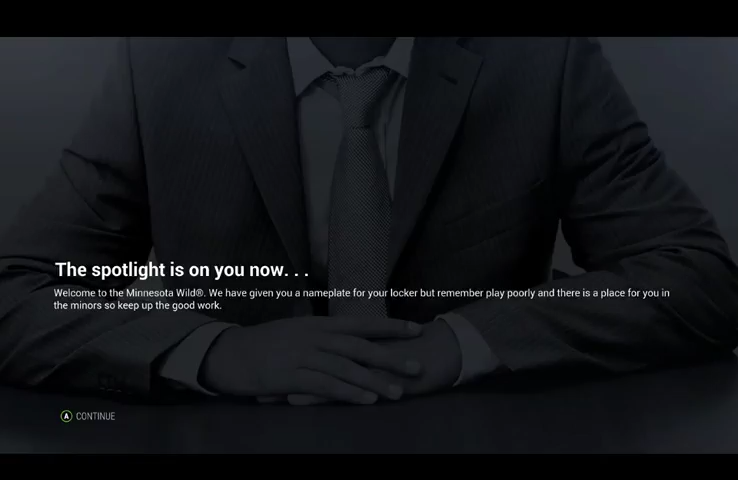 The spotlight is on you now. . .
Welcome to the Minnesota Wild®. We have given you a nameplate for your locker but remember play poorly and there is a place for you in
the minors so keep up the good work.
A CONTINUE